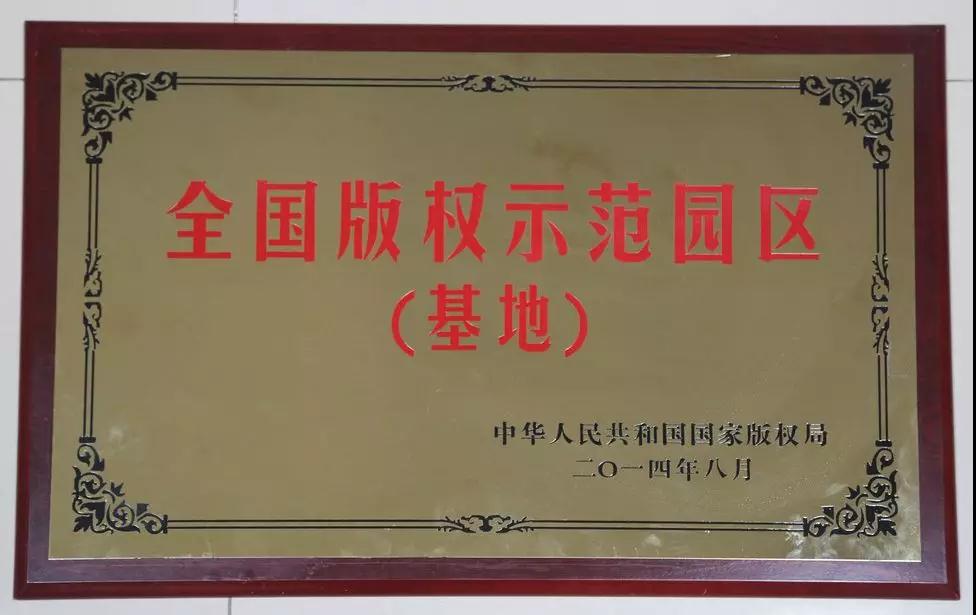 全国版权示范园区
(基地)
中华人民共和国国家版权局
二〇一四年八月